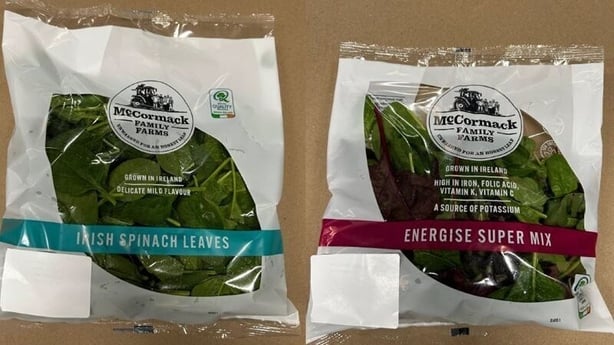 McCormack
FAMILY
FARMS
QUALITY
GROWN IN IRELAND
DELICATE MILD FLAVOUR
IRISH SPINACH LEAVES
McCormack
FAMILY
FARMS
GROWN IN IRELAND
HIGH IN IRON, FOLIC ACID,
VITAMIN K, VITAMIN C
A SOURCE OF POTASSIUM
ENERGISE SUPER MIX